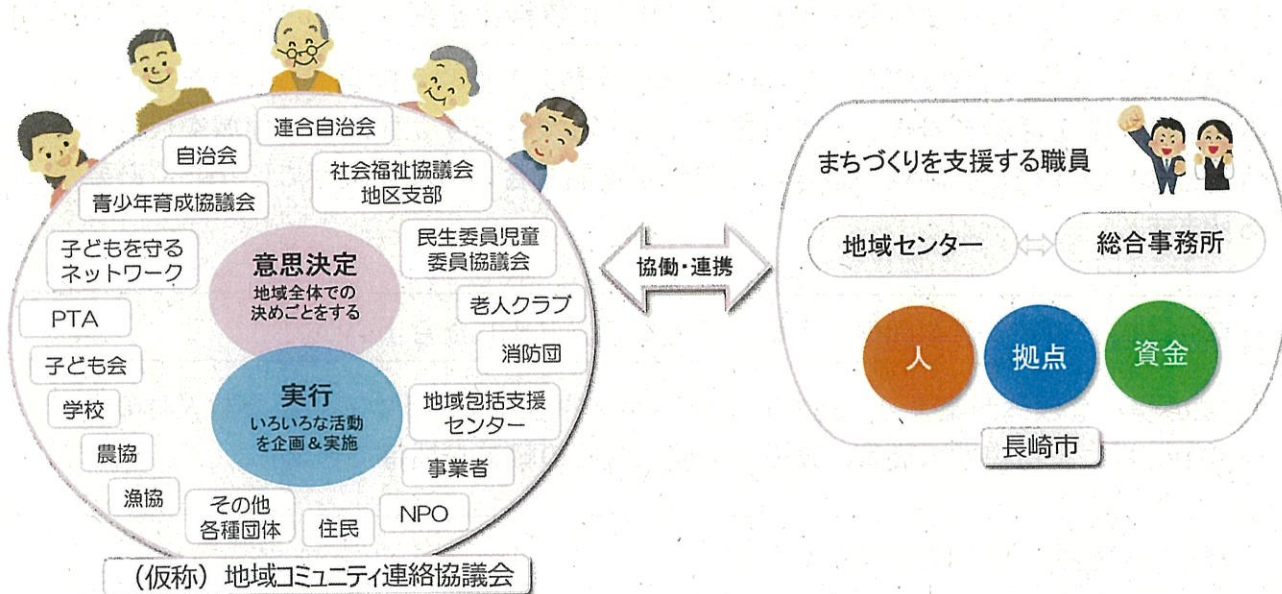 連合自治会
自治会
社会福祉協議会
地区支部
青少年育成協議会
民生委員児童
委員協議会
子どもを守る
ネットワーク
意思決定
地域全体での
決めごとをする
老人クラブ
PTA
消防団
子ども会
実行
いろいろな活動
を企画&実施
学校
地域包括支援
センター
農協
事業者
漁協
その他
各種団体
住民
NPO
(仮称)地域コミュニティ連絡協議会
協働・連携
まちづくりを支援する職員
地域センター
総合事務所
人
拠点
資金
長崎市